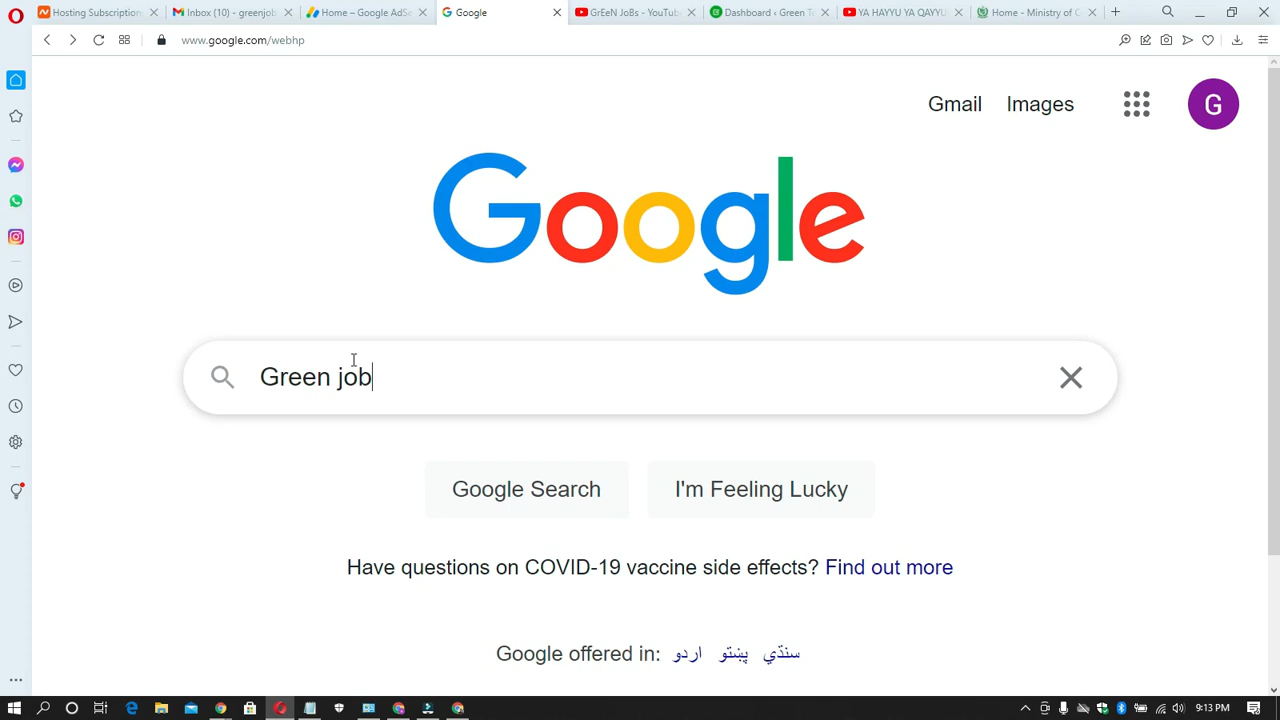 Hosting Subscription
Inbox (10) - greenjob
Home – Google AdSe
Google
GrEeN JoBs - YouTube
Dashboard ‹ Green Te
YA HAYYU YA QAYYU
Home - Ministry of C
www.google.com/webhp
Gmail
Images
G
Google
Green job
Google Search
I'm Feeling Lucky
Have questions on COVID-19 vaccine side effects? Find out more
Google offered in: اردو پښتو سنڌي
9:13 PM